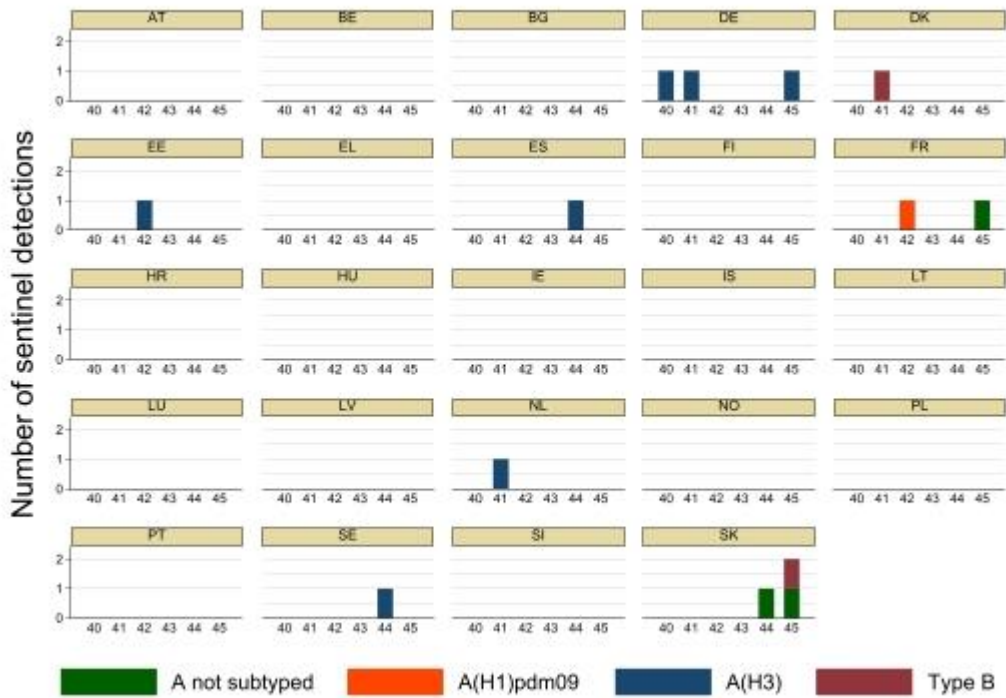 AT BE BG DE DK
2
1
0
40 41 42 43 44 45 40 41 42 43 44 45 40 41 42 43 44 45 40 41 42 43 44 45 40 41 42 43 44 45
EE EL ES FI FR
2
1
0
40 41 42 43 44 45 40 41 42 43 44 45 40 41 42 43 44 45 40 41 42 43 44 45 40 41 42 43 44 45
HR HU IE IS LT
2
1
0
40 41 42 43 44 45 40 41 42 43 44 45 40 41 42 43 44 45 40 41 42 43 44 45 40 41 42 43 44 45
LU LV NL NO PL
2
1
0
40 41 42 43 44 45 40 41 42 43 44 45 40 41 42 43 44 45 40 41 42 43 44 45 40 41 42 43 44 45
PT SE SI SK
2
1
0
40 41 42 43 44 45 40 41 42 43 44 45 40 41 42 43 44 45 40 41 42 43 44 45
Number of sentinel detections
A not subtyped A(H1)pdm09 A(H3) Type B